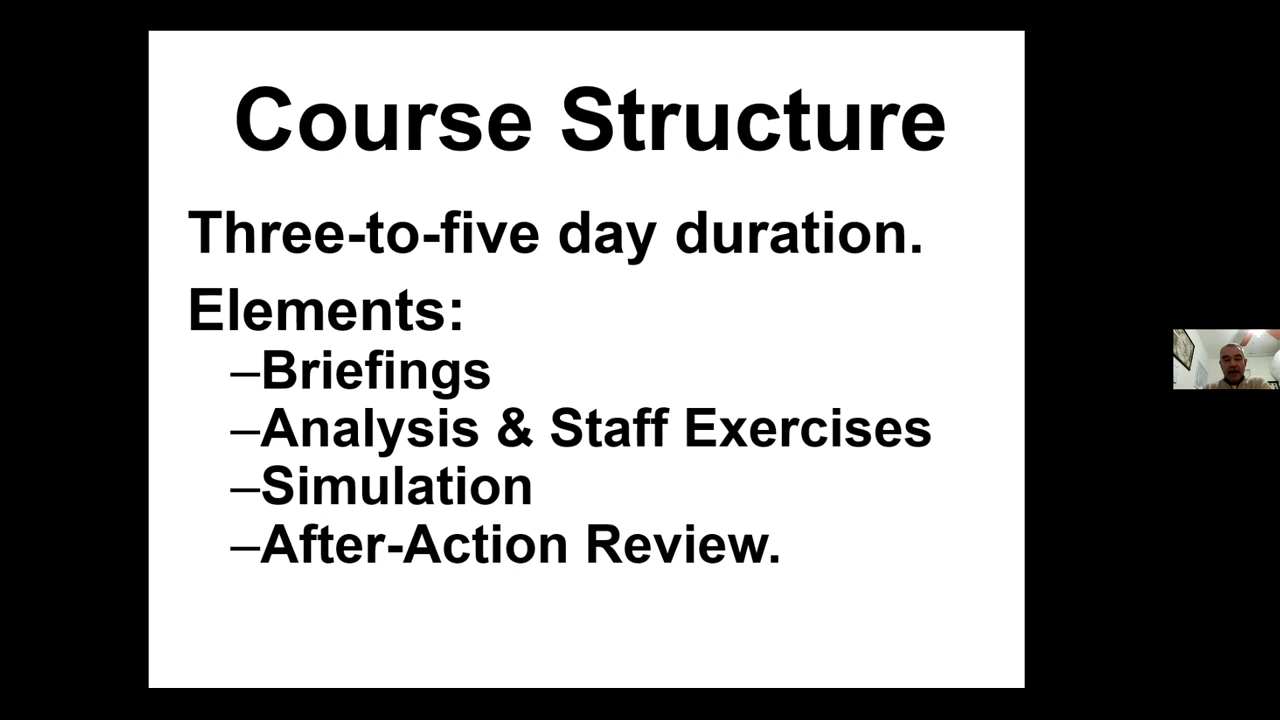 Course Structure
Three-to-five day duration.
Elements:
–Briefings
–Analysis & Staff Exercises
–Simulation
–After-Action Review.